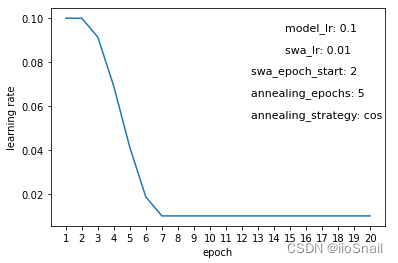 0.10
0.08
0.06
0.04
0.02
learning rate
model_lr: 0.1
swa_lr: 0.01
swa_epoch_start: 2
annealing_epochs: 5
annealing_strategy: cos
1 2 3 4 5 6 7 8 9 10 11 12 13 14 15 16 17 18 19 20
epoch
CSDN @iioSnail